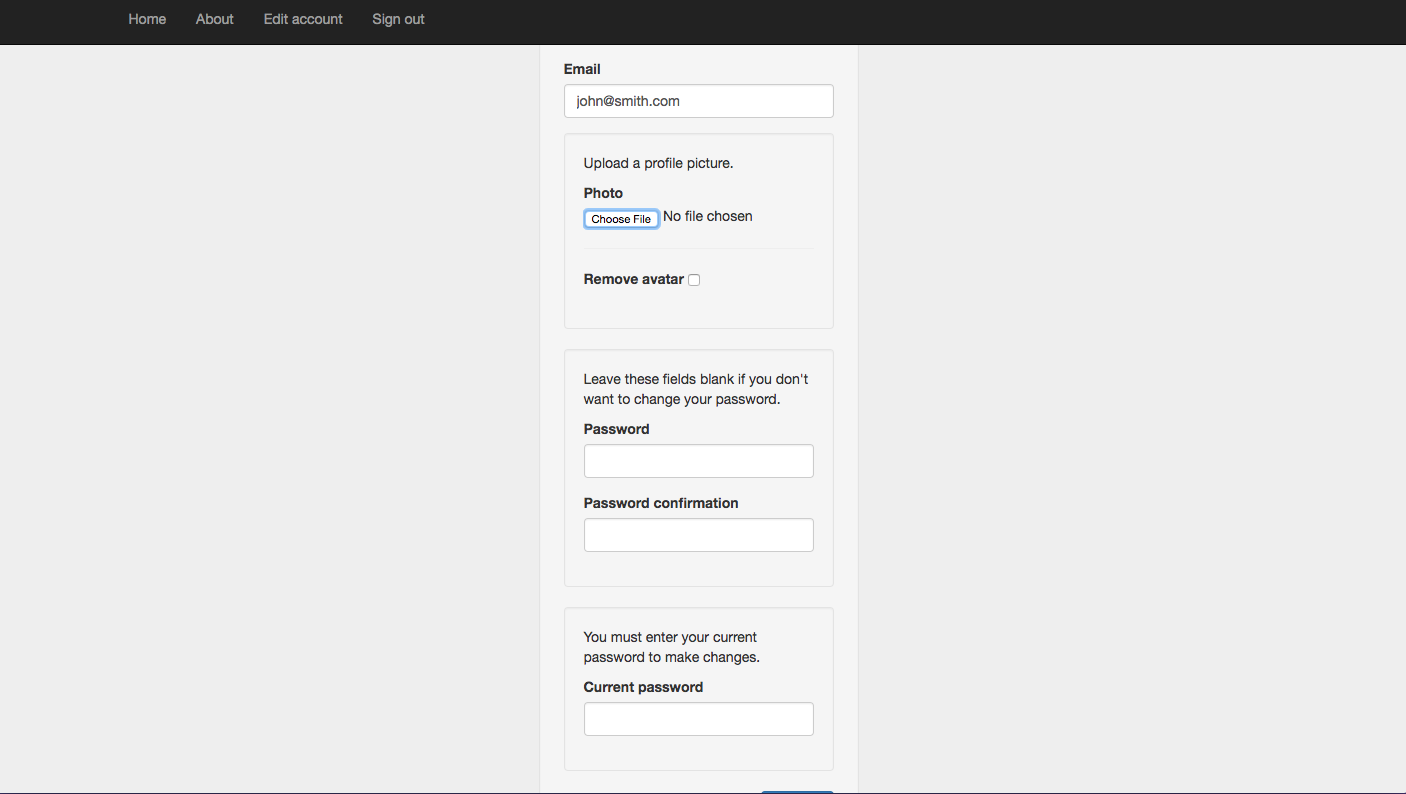 Home About Edit account Sign out
Email
john@smith.com
Upload a profile picture.
Photo
Choose File No file chosen
Remove avatar
Leave these fields blank if you don't
want to change your password.
Password
Password confirmation
You must enter your current
password to make changes.
Current password